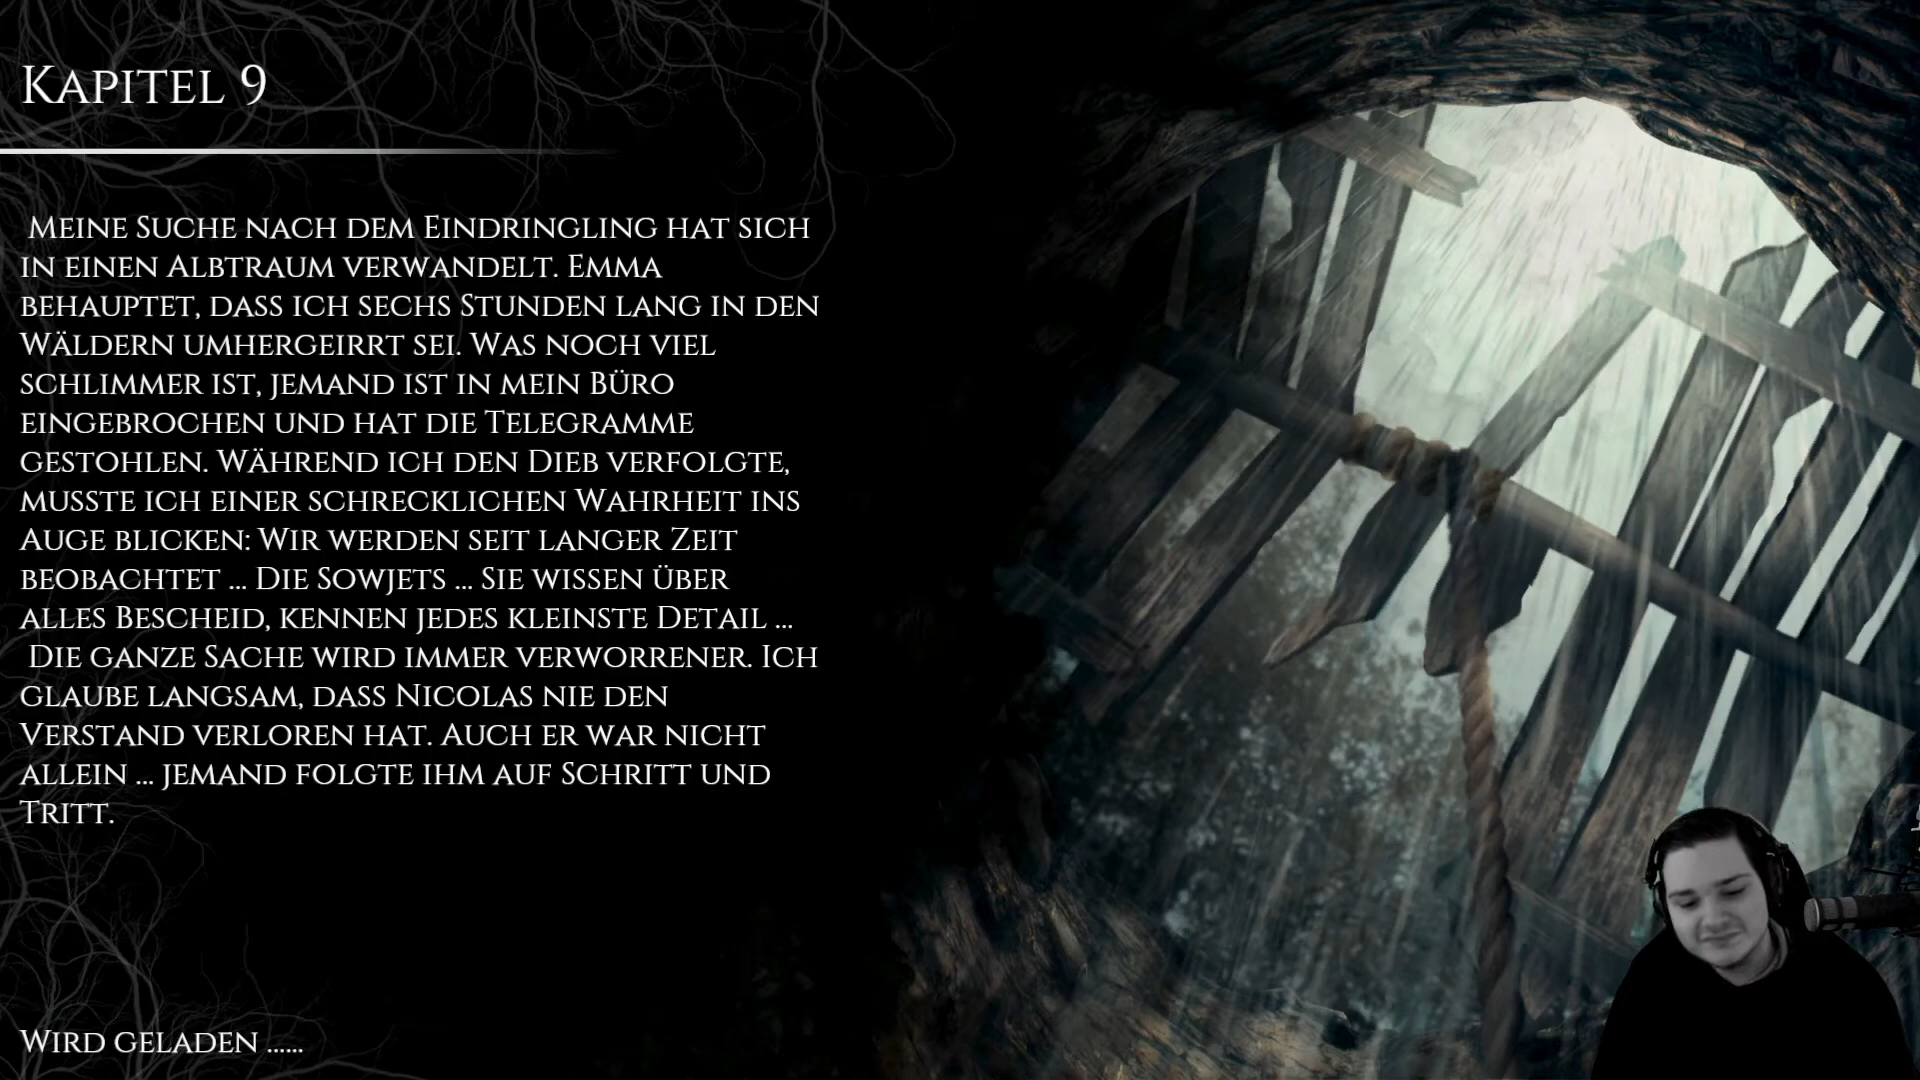 Kapitel 9
Meine Suche nach dem Eindringling hat sich
in einen Albtraum verwandelt. Emma
behauptet, dass ich sechs Stunden lang in den
Wäldern umhergeirrt sei. Was noch viel
schlimmer ist, jemand ist in mein Büro
eingebrochen und hat die Telegramme
gestohlen. Während ich den Dieb verfolgte,
musste ich einer schrecklichen Wahrheit ins
Auge blicken: Wir werden seit langer Zeit
beobachtet ... Die Sowjets ... Sie wissen über
alles Bescheid, kennen jedes kleinste Detail ...
Die ganze Sache wird immer verworrener. Ich
glaube langsam, dass Nicolas nie den
Verstand verloren hat. Auch er war nicht
allein ... jemand folgte ihm auf Schritt und
Tritt.
Wird geladen ......